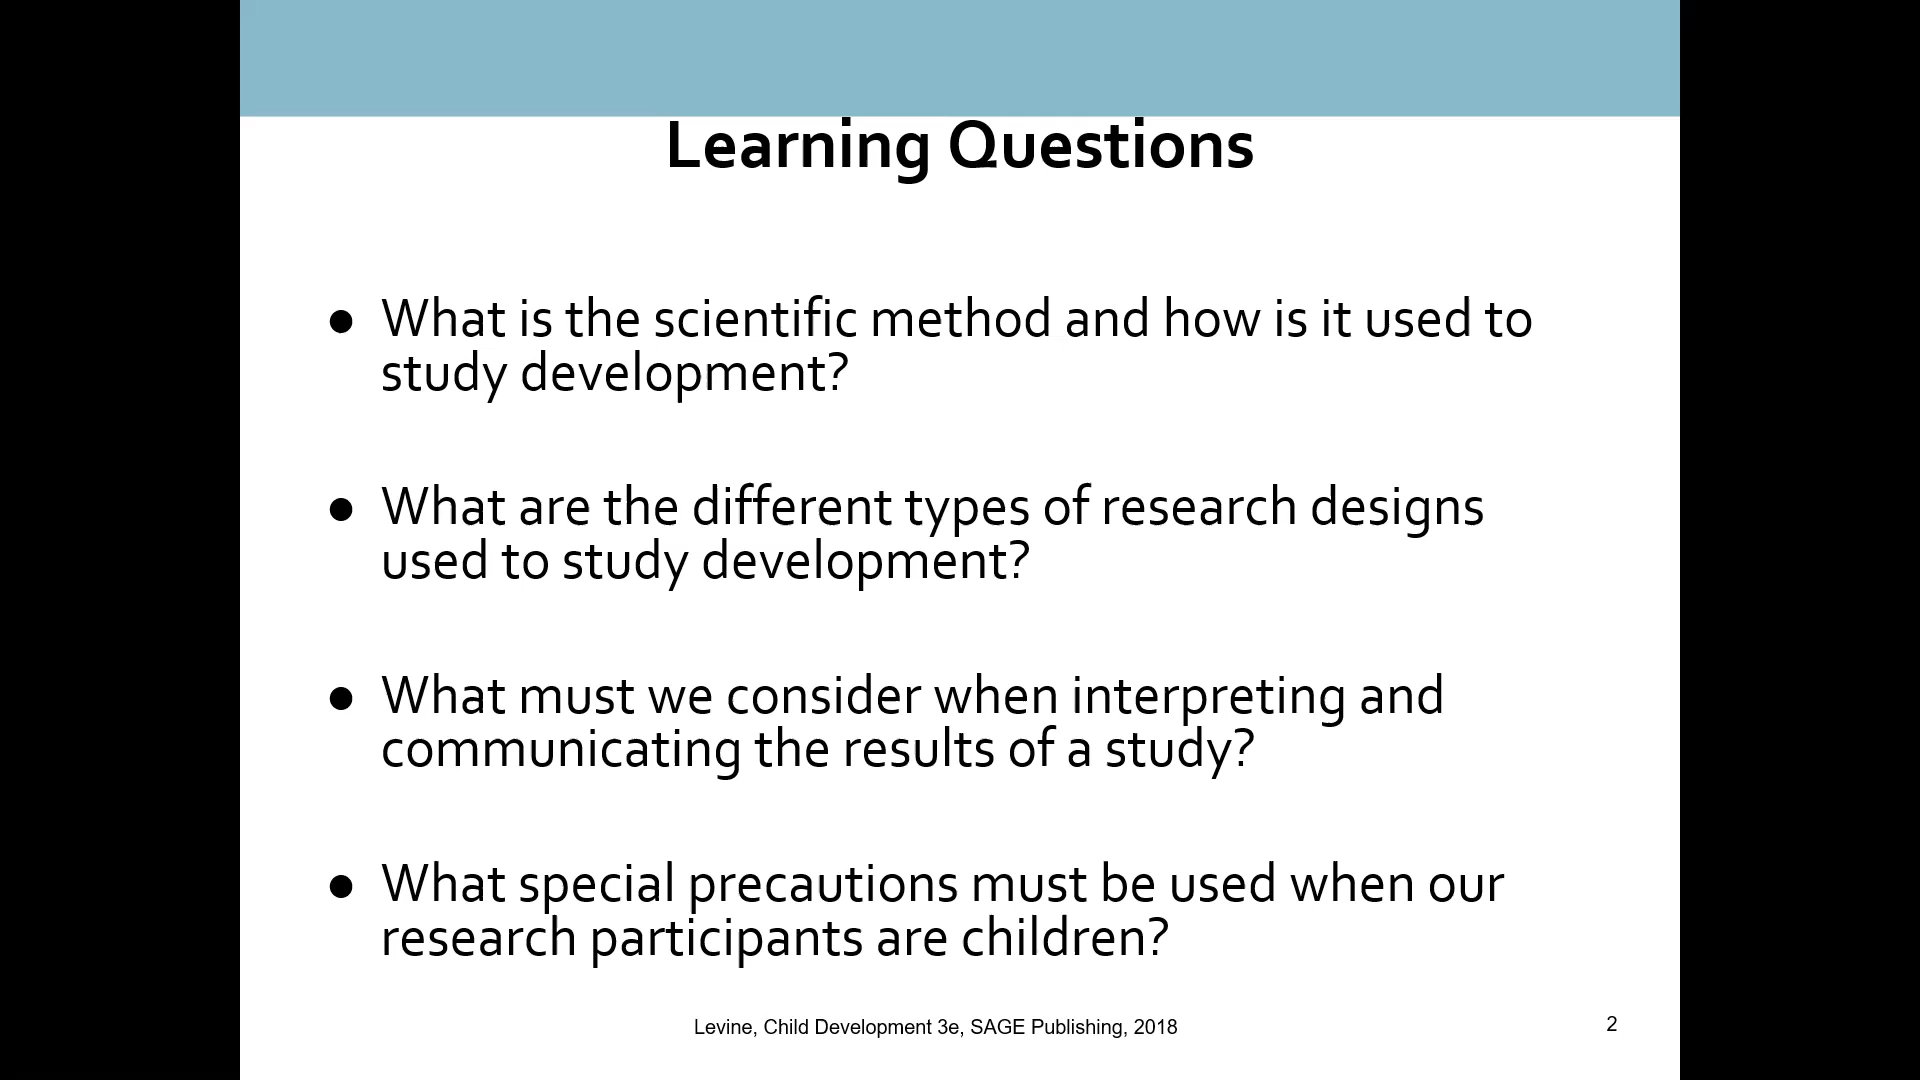 Learning Questions
● What is the scientific method and how is it used to
study development?
● What are the different types of research designs
used to study development?
● What must we consider when interpreting and
communicating the results of a study?
● What special precautions must be used when our
research participants are children?
Levine, Child Development 3e, SAGE Publishing, 2018
2